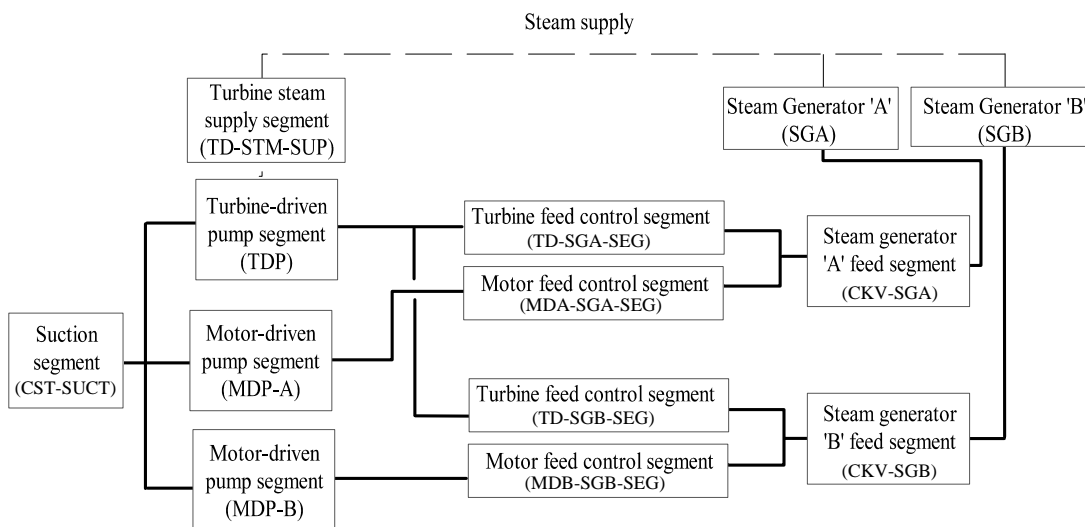 Steam supply
Turbine steam
supply segment
(TD-STM-SUP)
Steam Generator 'A'
(SGA)
Steam Generator 'B'
(SGB)
Turbine-driven
pump segment
(TDP)
Turbine feed control segment
(TD-SGA-SEG)
Steam generator
'A' feed segment
(CKV-SGA)
Motor feed control segment
(MDA-SGA-SEG)
Suction
segment
(CST-SUCT)
Motor-driven
pump segment
(MDP-A)
Turbine feed control segment
(TD-SGB-SEG)
Steam generator
'B' feed segment
(CKV-SGB)
Motor-driven
pump segment
(MDP-B)
Motor feed control segment
(MDB-SGB-SEG)